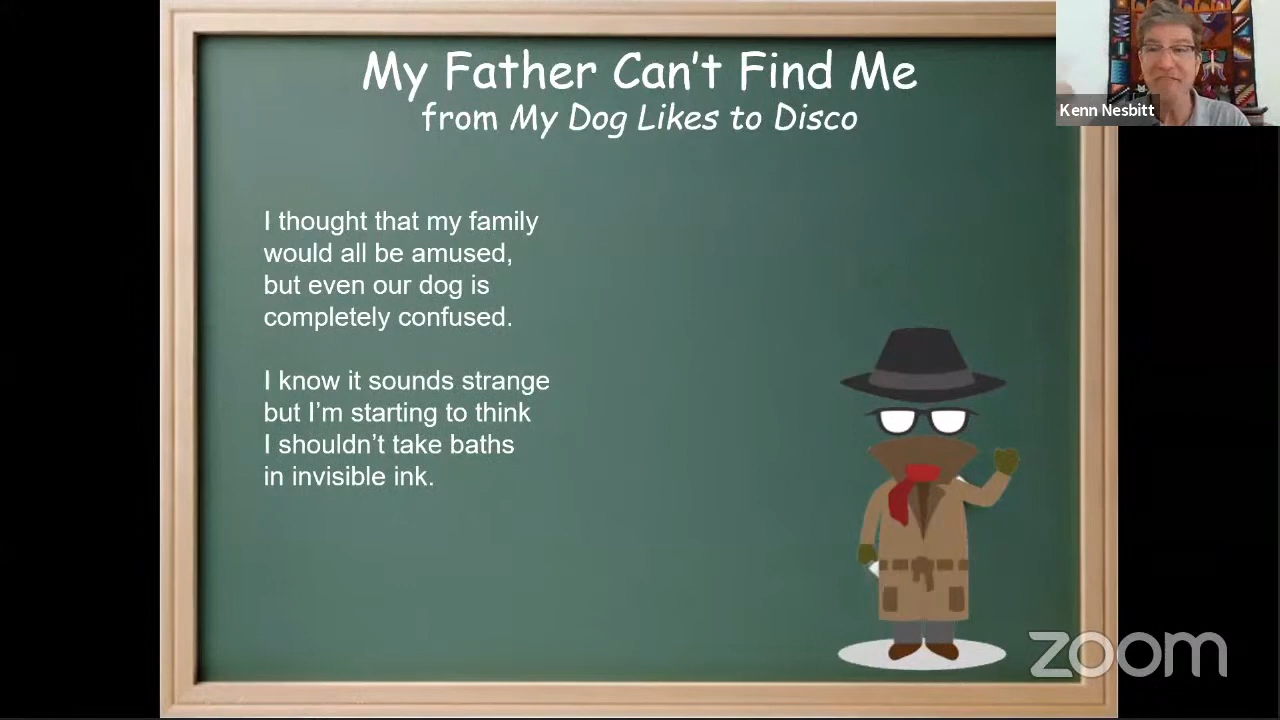 My Father Can't Find Me
from My Dog Likes to Disco
Kenn Nesbitt
I thought that my family
would all be amused,
but even our dog is
completely confused.
I know it sounds strange
but I'm starting to think
I shouldn't take baths
in invisible ink.
zoom